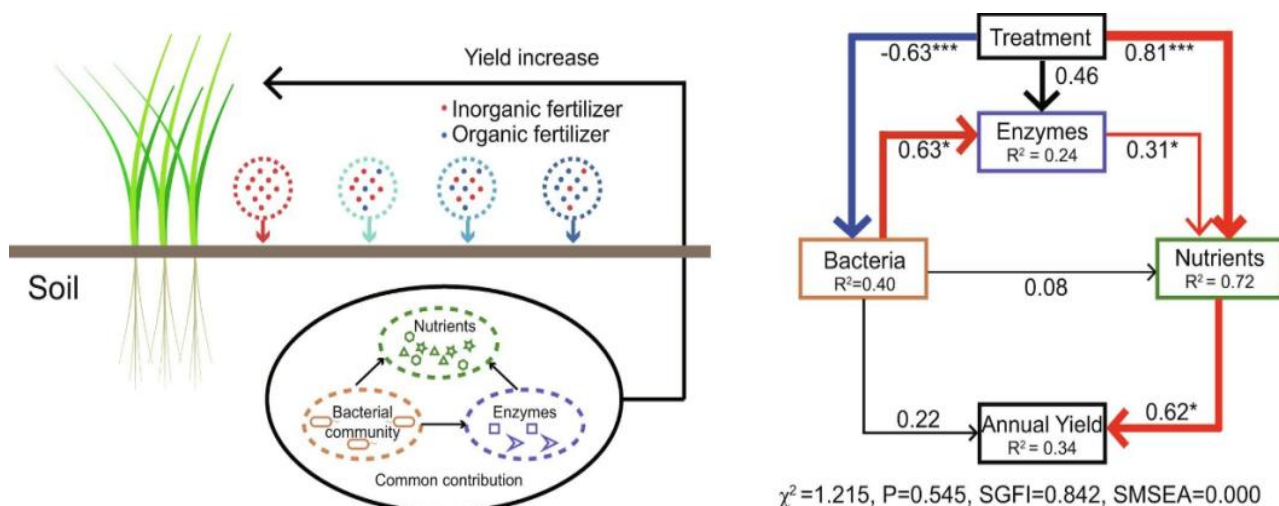 Yield increase
Inorganic fertilizer
Organic fertilizer
Soil
Nutrients
Bacterial
community
Enzymes
Common contribution
Treatment
-0.63***
0.81***
0.46
Enzymes
R² = 0.24
0.63*
0.31*
Bacteria
R²=0.40
Nutrients
R² = 0.72
0.08
0.22
0.62*
Annual Yield
R² = 0.34
χ² =1.215, P=0.545, SGFI=0.842, SMSEA=0.000